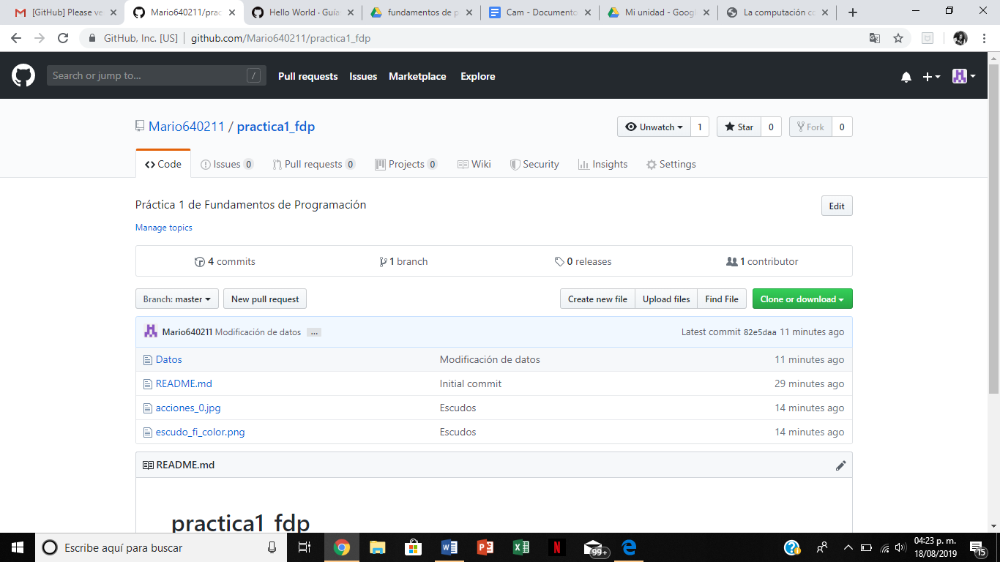 [GitHub] Please ve
Mario640211/prac
Hello World · Guía
fundamentos de p
Cam - Documento
Mi unidad - Goog
La computación c
GitHub, Inc. [US] | github.com/Mario640211/practica1_fdp
Search or jump to... /
Pull requests Issues Marketplace Explore
Mario640211 / practica1_fdp
Unwatch 1 Star 0 Fork 0
Code Issues 0 Pull requests 0 Projects 0 Wiki Security Insights Settings
Práctica 1 de Fundamentos de Programación
Edit
Manage topics
4 commits 1 branch 0 releases 1 contributor
Branch: master New pull request Create new file Upload files Find File Clone or download
Mario640211 Modificación de datos ... Latest commit 82e5daa 11 minutes ago
Datos Modificación de datos 11 minutes ago
README.md Initial commit 29 minutes ago
acciones_0.jpg Escudos 14 minutes ago
escudo_fi_color.png Escudos 14 minutes ago
README.md
practica1_fdp
Escribe aquí para buscar
99+
04:23 p. m.
18/08/2019
15